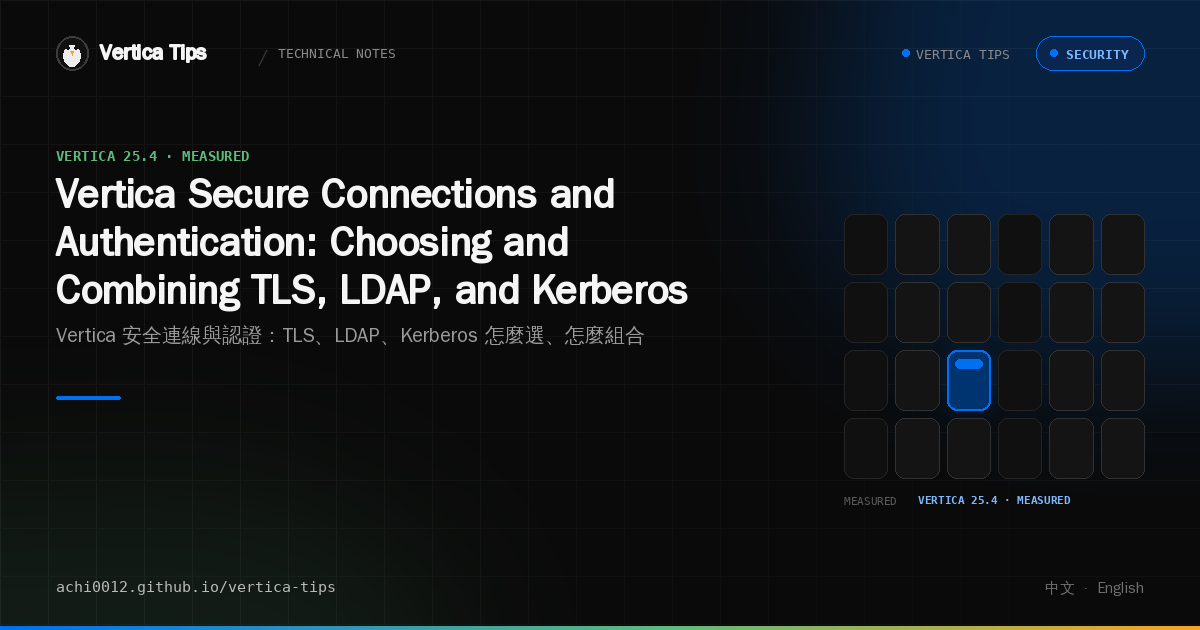 Vertica Tips / TECHNICAL NOTES
VERTICA TIPS
SECURITY
VERTICA 25.4 · MEASURED
Vertica Secure Connections and
Authentication: Choosing and
Combining TLS, LDAP, and Kerberos
Vertica 安全連線與認證：TLS、LDAP、Kerberos 怎麼選、怎麼組合
MEASURED VERTICA 25.4 · MEASURED
achi0012.github.io/vertica-tips
中文 · English